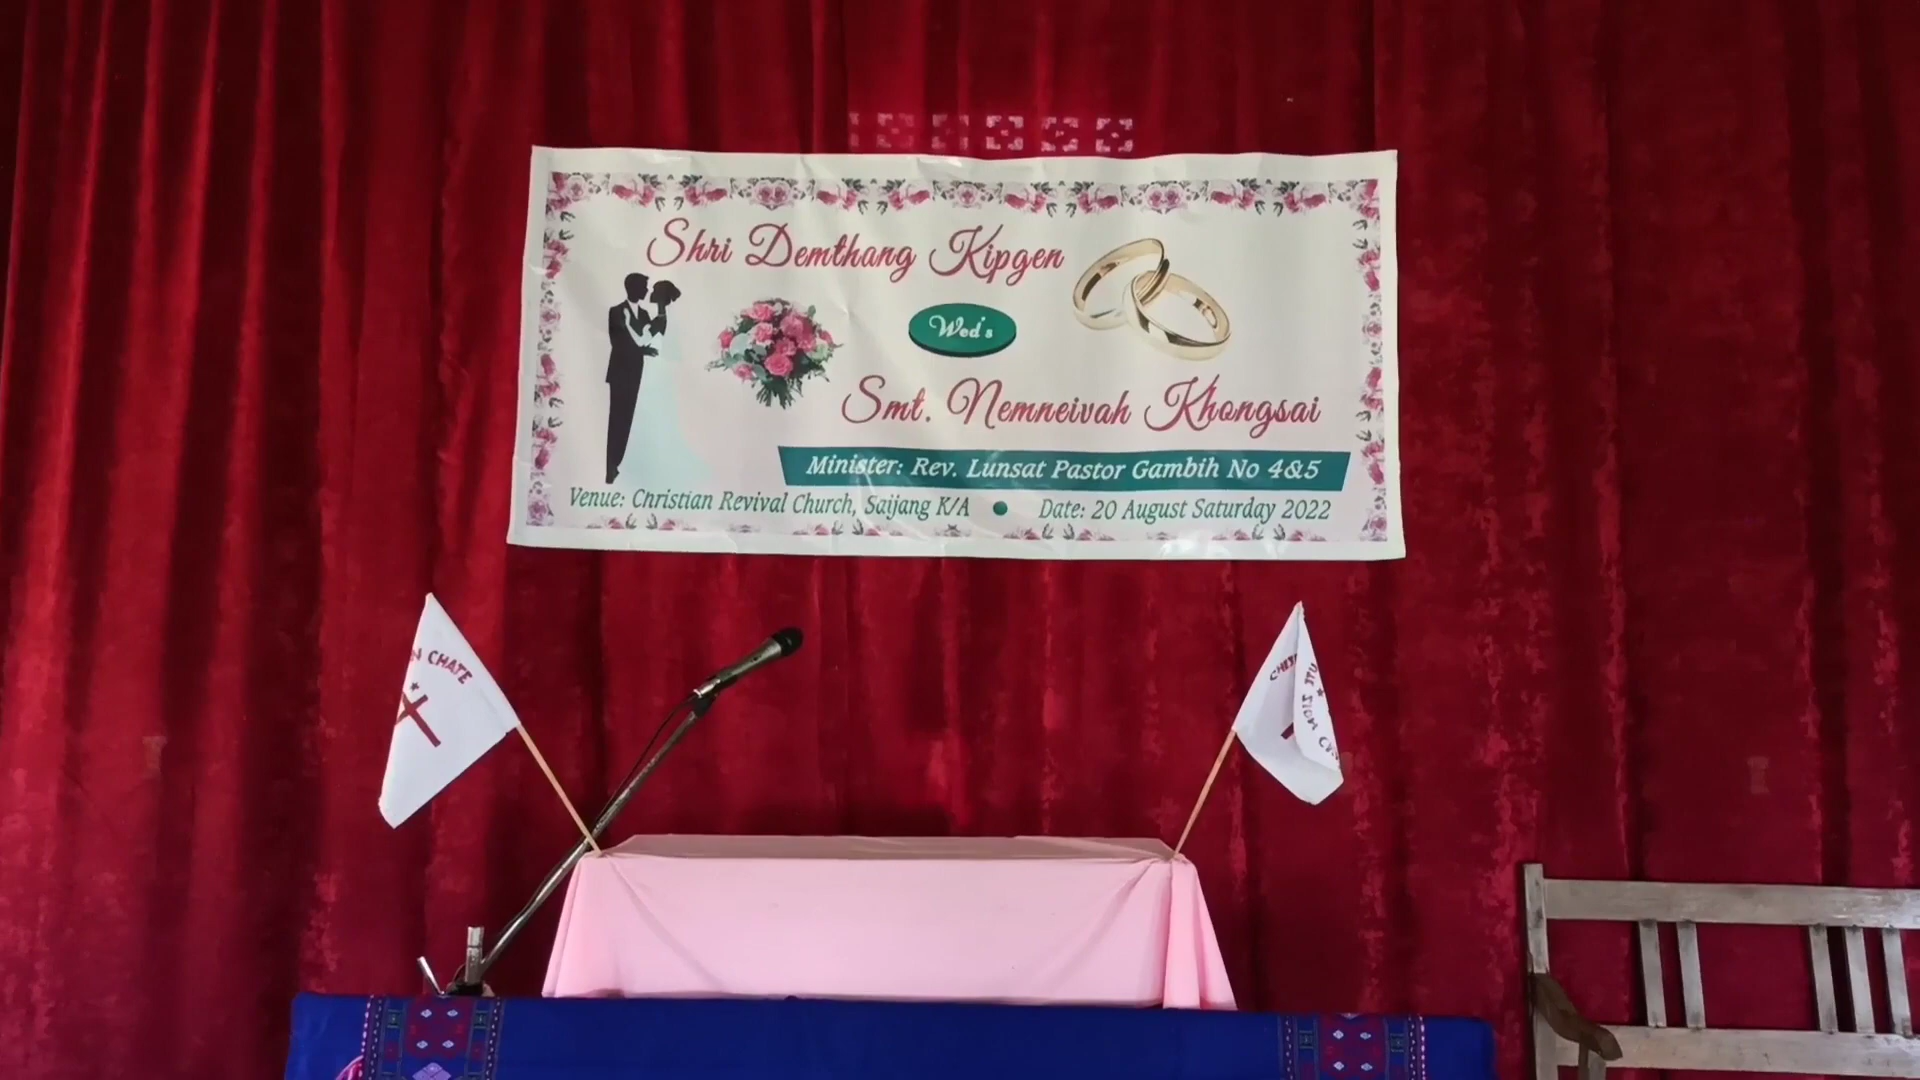 Shri Demthang Kipgen
Wed's
Smt. Nemneivah Khongsai
Minister: Rev. Lunsat Pastor Gambih No 4&5
Venue: Christian Revival Church, Saijang K/A • Date: 20 August Saturday 2022
N CHATE